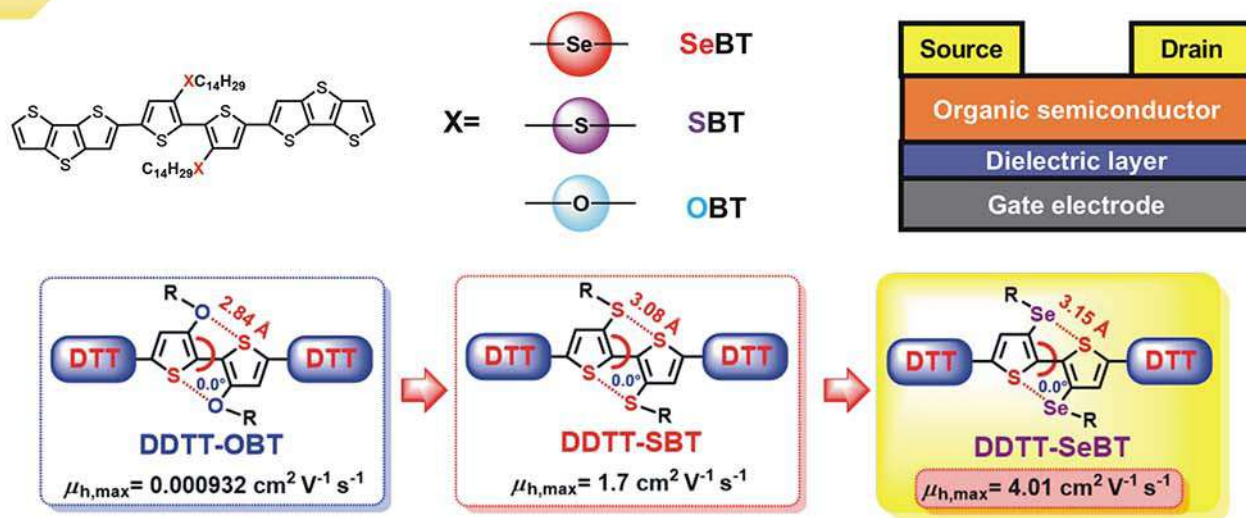 XC₁₄H₂₉
S S S S S S S S
C₁₄H₂₉X
X=
Se SeBT
S SBT
O OBT
Source Drain
Organic semiconductor
Dielectric layer
Gate electrode
R O 2.84 Å S
DTT 0.0° DTT
S O R
DDTT-OBT
μh,max= 0.000932 cm² V⁻¹ s⁻¹
R S 3.08 Å S
DTT 0.0° DTT
S S R
DDTT-SBT
μh,max= 1.7 cm² V⁻¹ s⁻¹
R Se 3.15 Å S
DTT 0.0° DTT
S Se R
DDTT-SeBT
μh,max= 4.01 cm² V⁻¹ s⁻¹